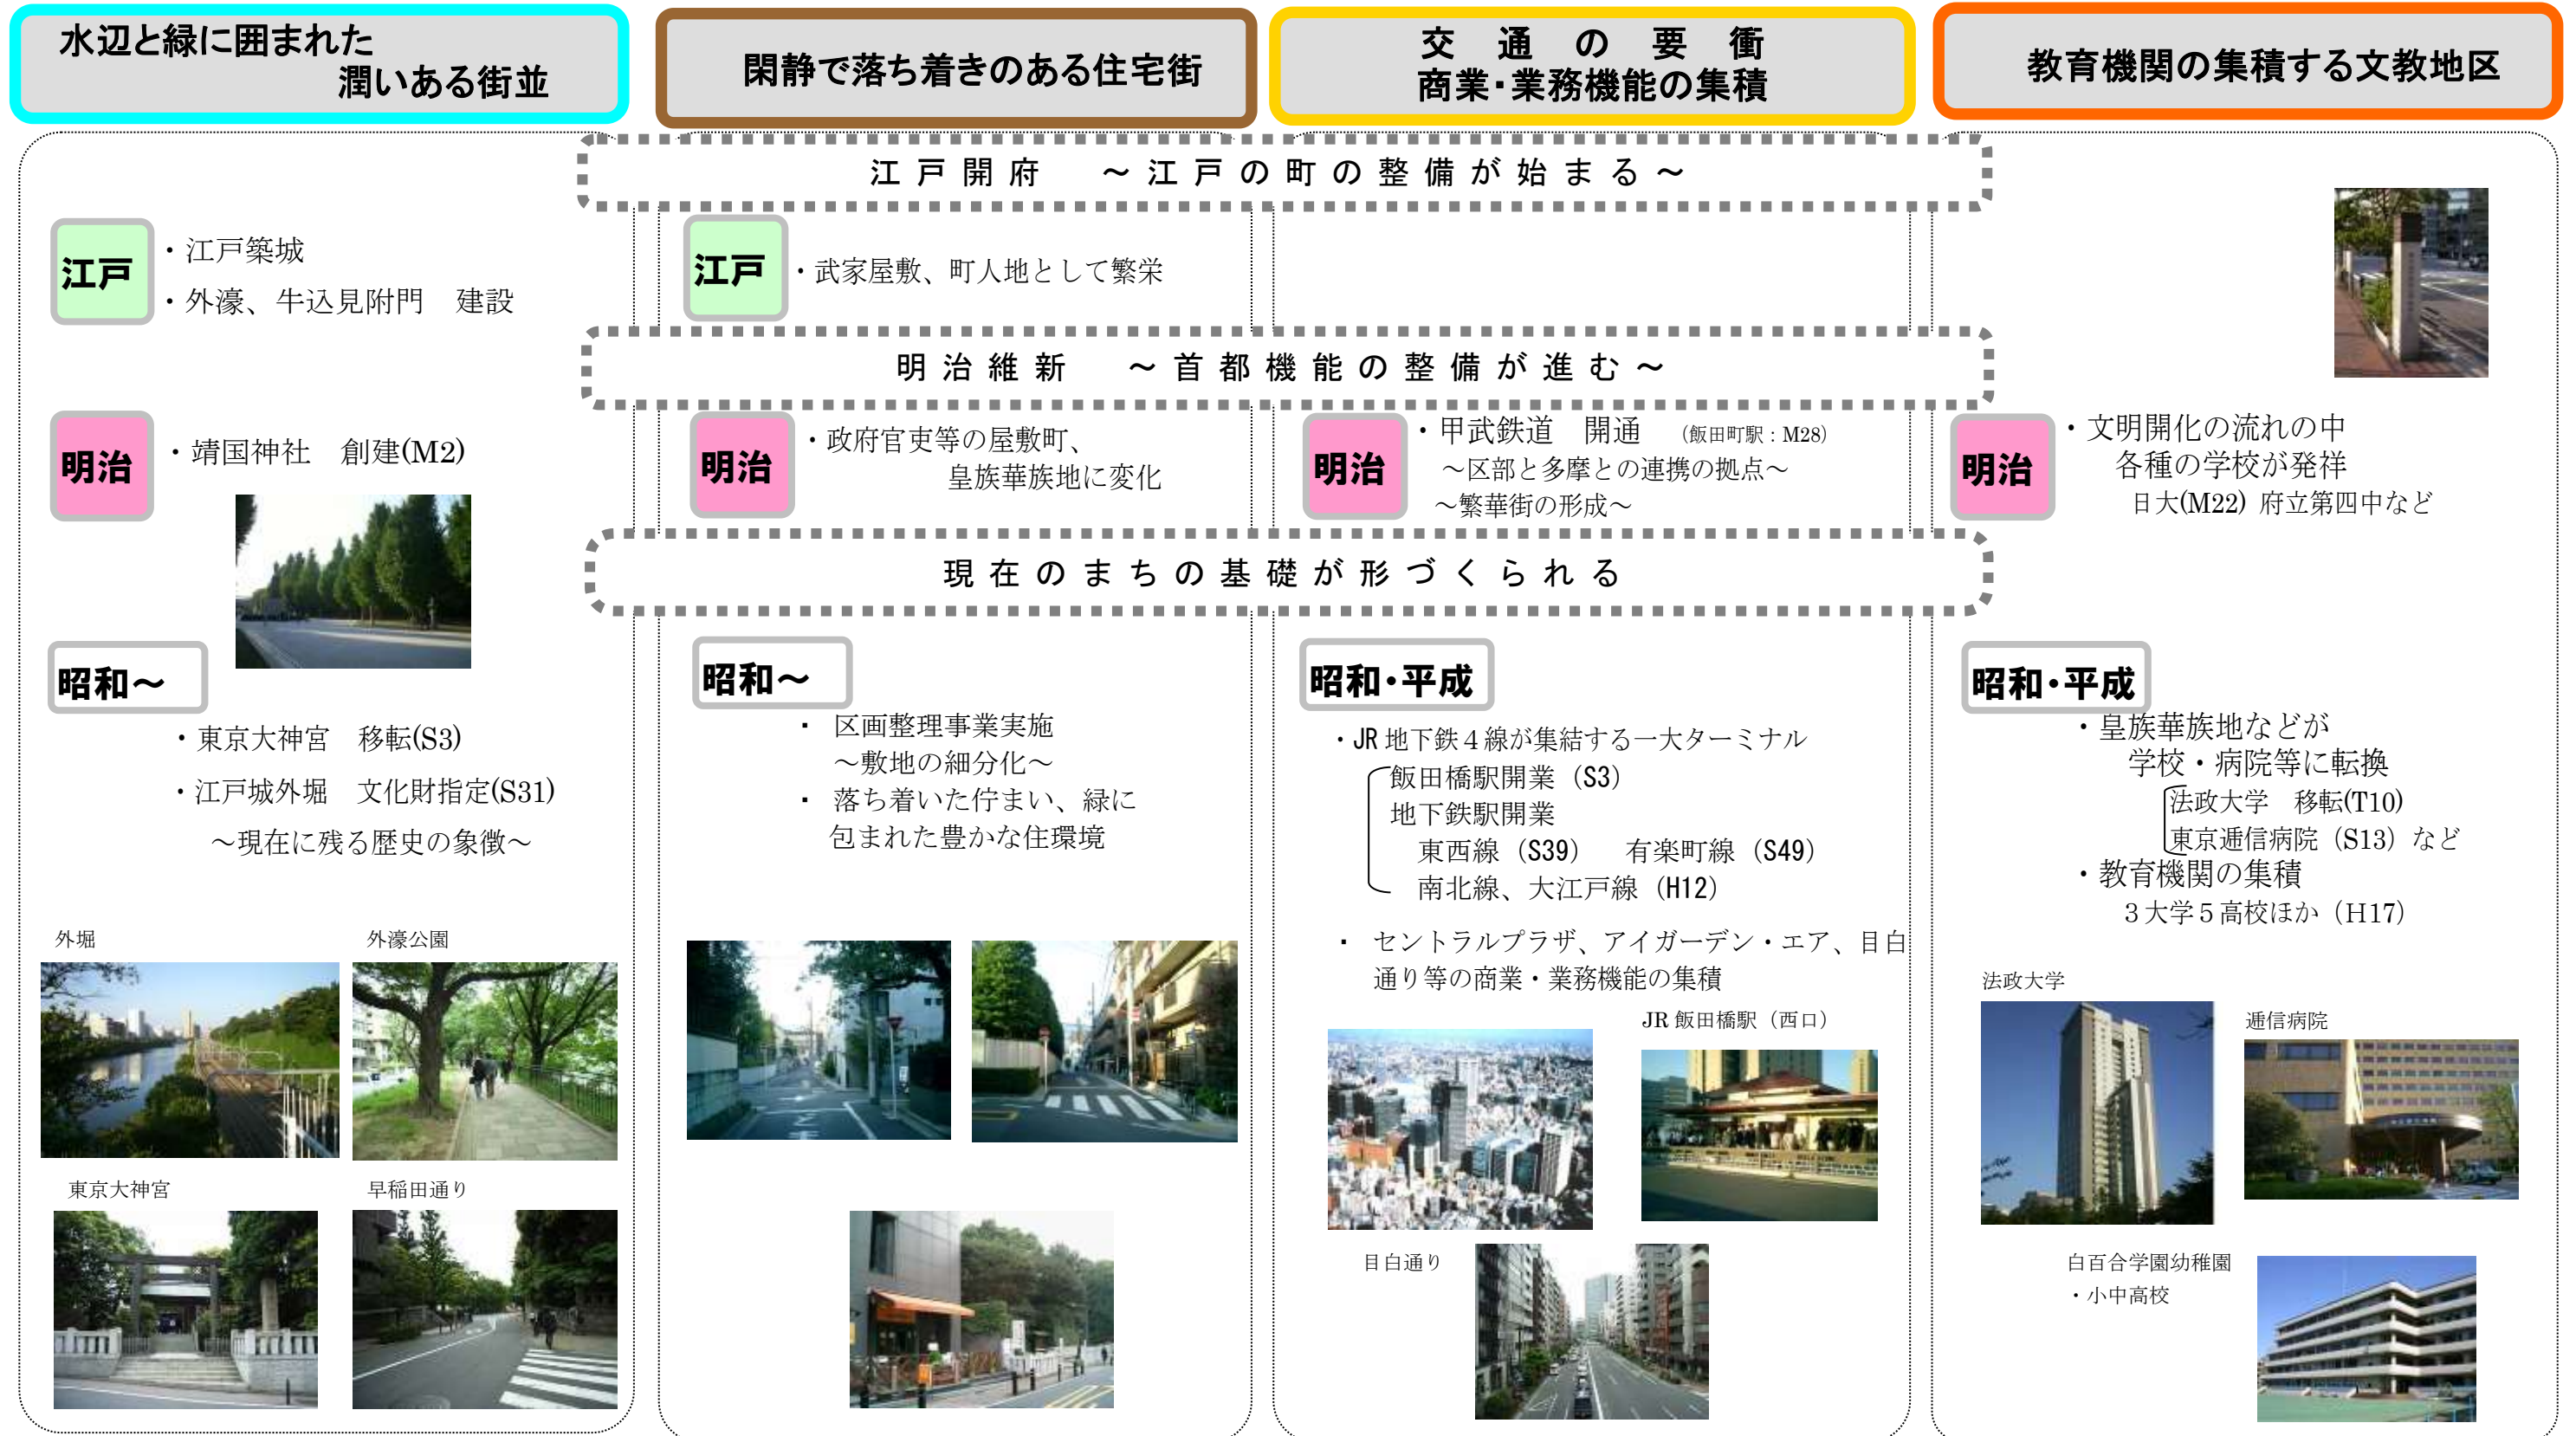 水辺と緑に囲まれた
潤いある街並
閑静で落ち着きのある住宅街
交通の要衝
商業・業務機能の集積
教育機関の集積する文教地区
江戸開府　～江戸の町の整備が始まる～
江戸
・江戸築城
・外濠、牛込見附門　建設
江戸
・武家屋敷、町人地として繁栄
明治維新　～首都機能の整備が進む～
明治
・靖国神社　創建(M2)
明治
・政府官吏等の屋敷町、
皇族華族地に変化
明治
・甲武鉄道　開通　（飯田町駅：M28）
～区部と多摩との連携の拠点～
～繁華街の形成～
明治
・文明開化の流れの中
各種の学校が発祥
日大(M22) 府立第四中など
現在のまちの基礎が形づくられる
昭和～
・東京大神宮　移転(S3)
・江戸城外堀　文化財指定(S31)
～現在に残る歴史の象徴～
外堀
外濠公園
東京大神宮
早稲田通り
昭和～
・ 区画整理事業実施
～敷地の細分化～
・ 落ち着いた佇まい、緑に
包まれた豊かな住環境
昭和・平成
・JR 地下鉄４線が集結する一大ターミナル
飯田橋駅開業（S3）
地下鉄駅開業
東西線（S39）　有楽町線（S49）
南北線、大江戸線（H12）
・ セントラルプラザ、アイガーデン・エア、目白
通り等の商業・業務機能の集積
JR 飯田橋駅（西口）
目白通り
昭和・平成
・皇族華族地などが
学校・病院等に転換
法政大学　移転(T10)
東京逓信病院（S13）など
・教育機関の集積
３大学５高校ほか（H17）
法政大学
逓信病院
白百合学園幼稚園
・小中高校